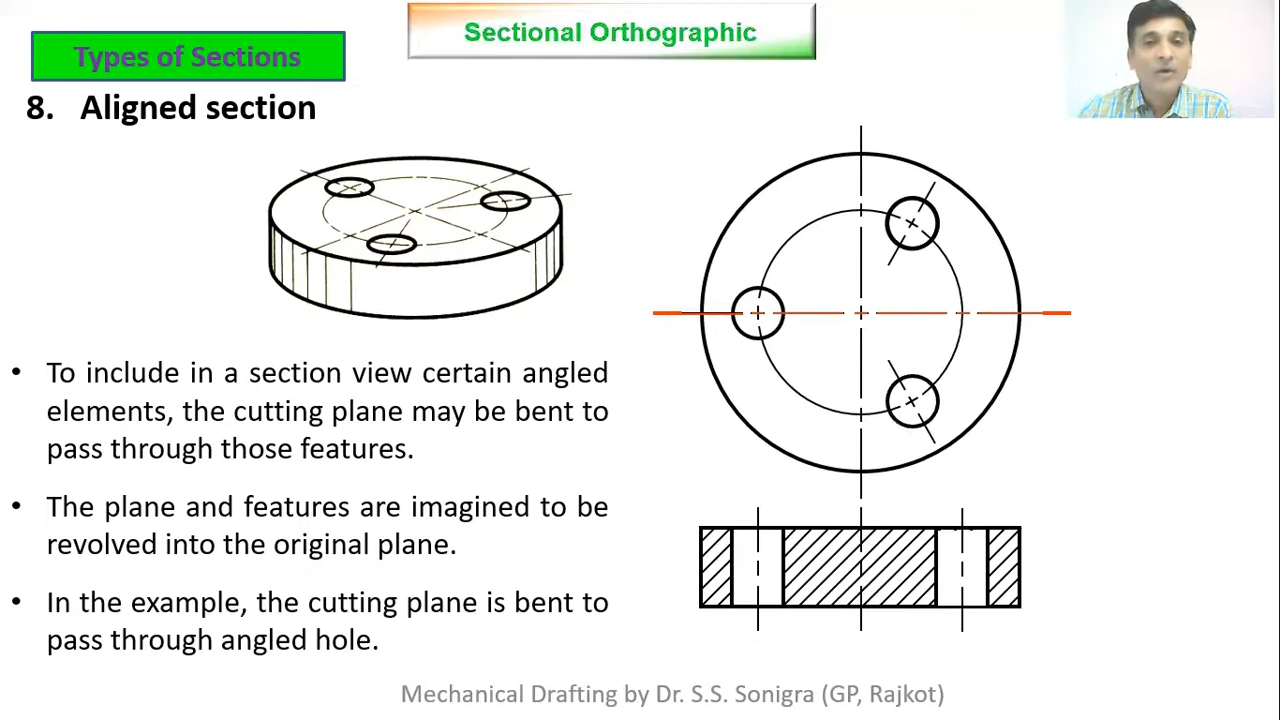 Sectional Orthographic
Types of Sections
8. Aligned section
• To include in a section view certain angled
elements, the cutting plane may be bent to
pass through those features.
• The plane and features are imagined to be
revolved into the original plane.
• In the example, the cutting plane is bent to
pass through angled hole.
Mechanical Drafting by Dr. S.S. Sonigra (GP, Rajkot)